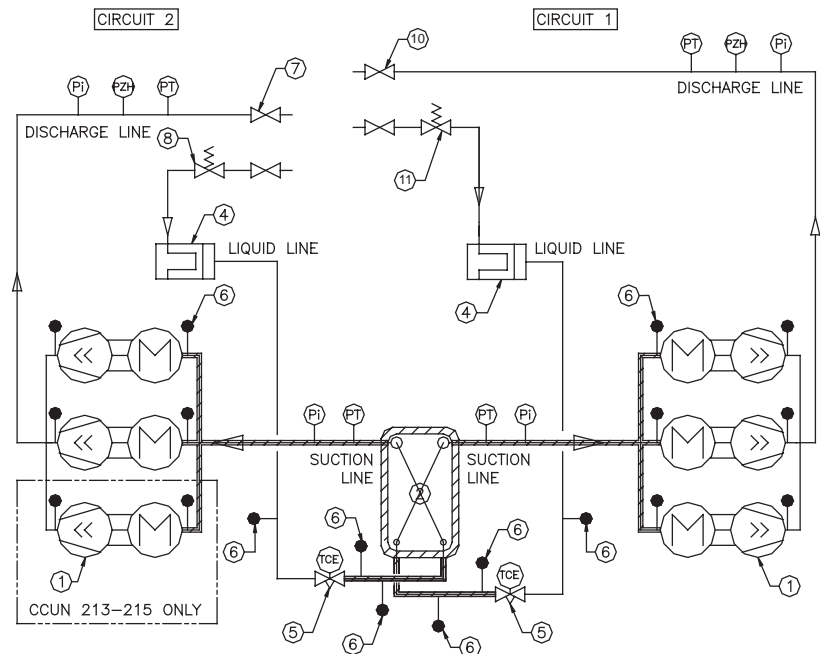 CIRCUIT 2
CIRCUIT 1
10
PT
PZH
Pi
7
Pi
PZH
PT
DISCHARGE LINE
DISCHARGE LINE
8
11
4
LIQUID LINE
LIQUID LINE
4
6
6
M
M
M
M
Pi
PT
PT
Pi
SUCTION
LINE
SUCTION
LINE
2
M
M
6
6
6
6
TCE
TCE
1
1
CCUN 213-215 ONLY
5
6
6
5